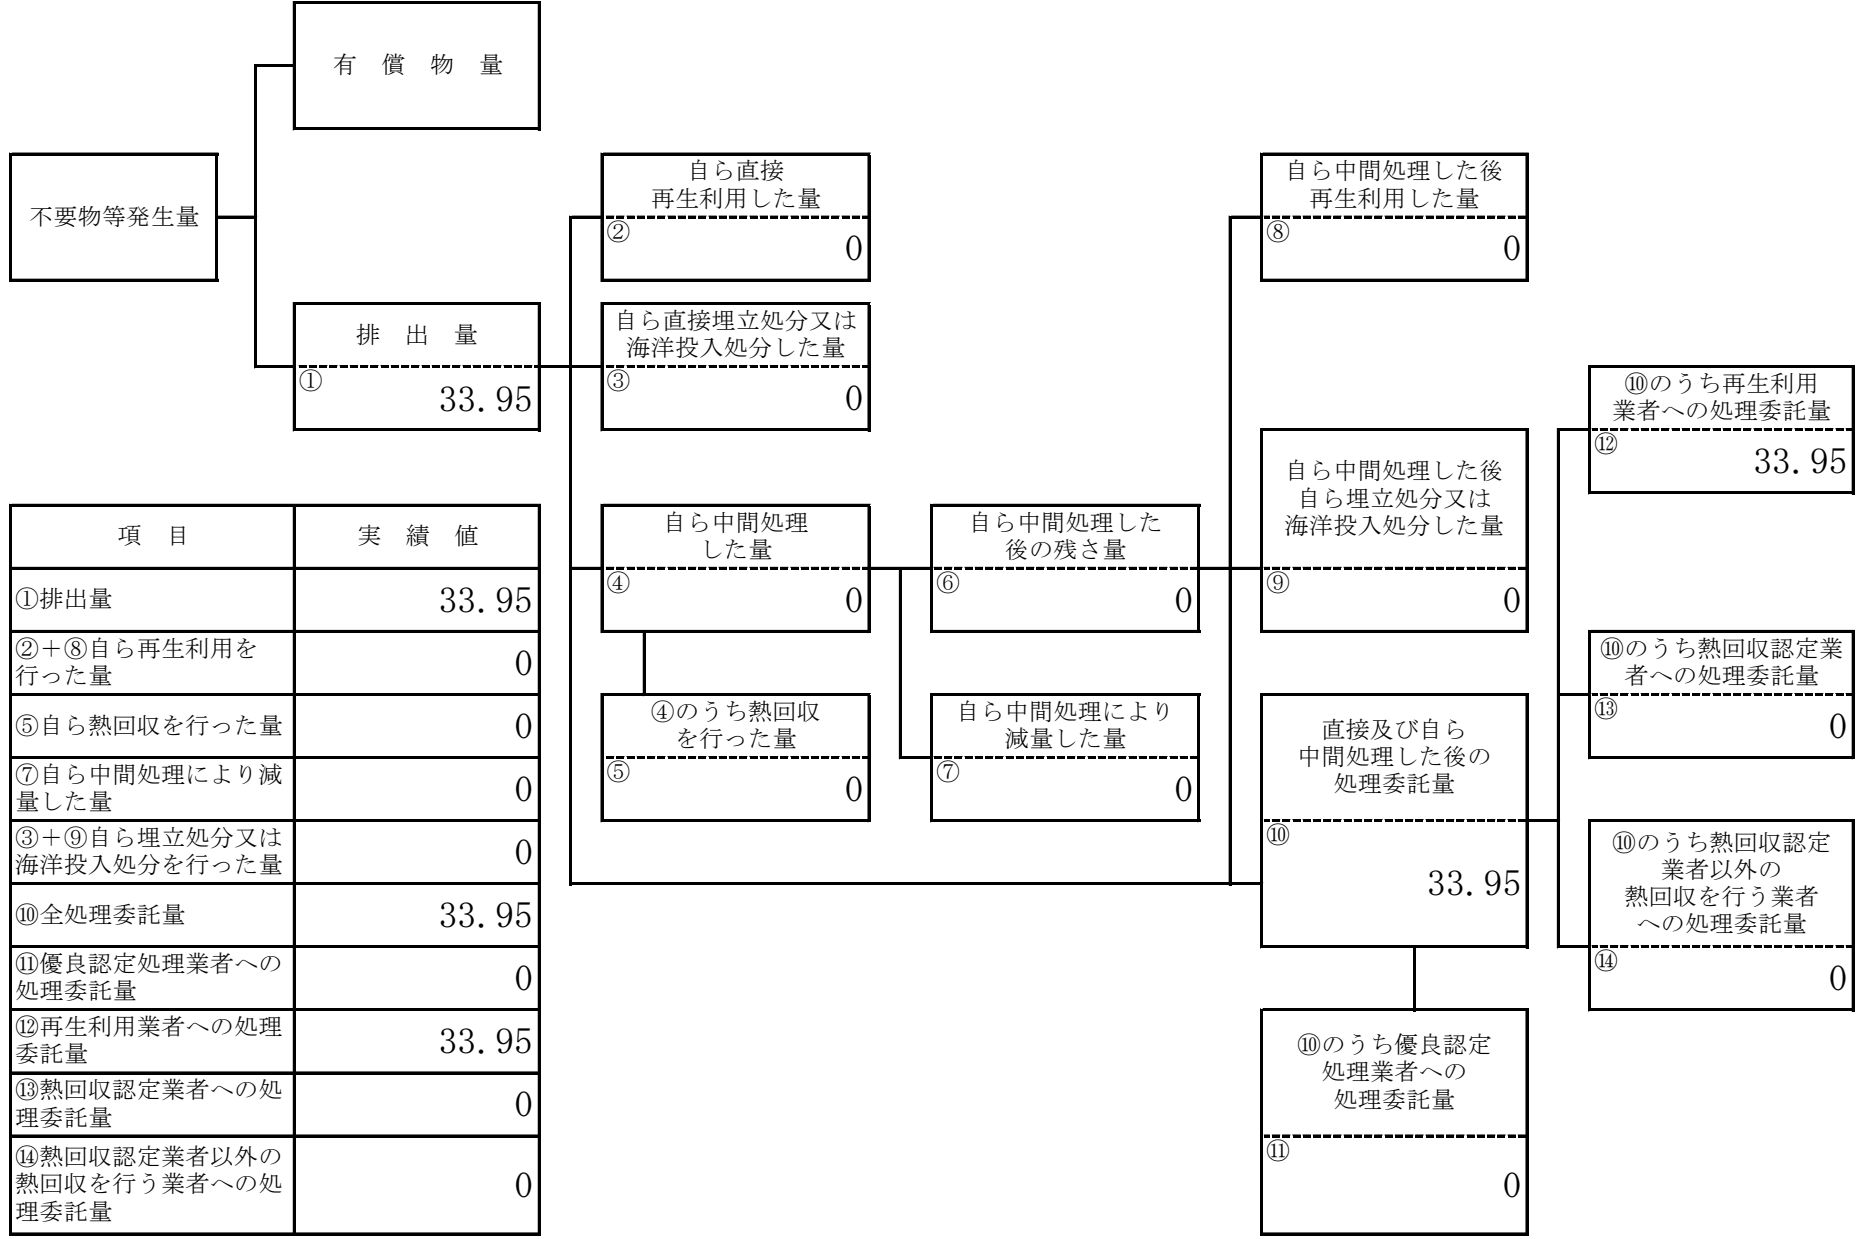 有 償 物 量
不要物等発生量
排 出 量
①
33.95
自ら直接
再生利用した量
②
0
自ら直接埋立処分又は
海洋投入処分した量
③
0
自ら中間処理
した量
④
0
④のうち熱回収
を行った量
⑤
0
自ら中間処理した
後の残さ量
⑥
0
自ら中間処理により
減量した量
⑦
0
自ら中間処理した後
再生利用した量
⑧
0
自ら中間処理した後
自ら埋立処分又は
海洋投入処分した量
⑨
0
直接及び自ら
中間処理した後の
処理委託量
⑩
33.95
⑩のうち優良認定
処理業者への
処理委託量
⑪
0
⑩のうち再生利用
業者への処理委託量
⑫
33.95
⑩のうち熱回収認定業
者への処理委託量
⑬
0
⑩のうち熱回収認定
業者以外の
熱回収を行う業者
への処理委託量
⑭
0
項 目 実 績 値
①排出量 33.95
②＋⑧自ら再生利用を
行った量 0
⑤自ら熱回収を行った量 0
⑦自ら中間処理により減
量した量 0
③＋⑨自ら埋立処分又は
海洋投入処分を行った量 0
⑩全処理委託量 33.95
⑪優良認定処理業者への
処理委託量 0
⑫再生利用業者への処理
委託量 33.95
⑬熱回収認定業者への処
理委託量 0
⑭熱回収認定業者以外の
熱回収を行う業者への処
理委託量 0